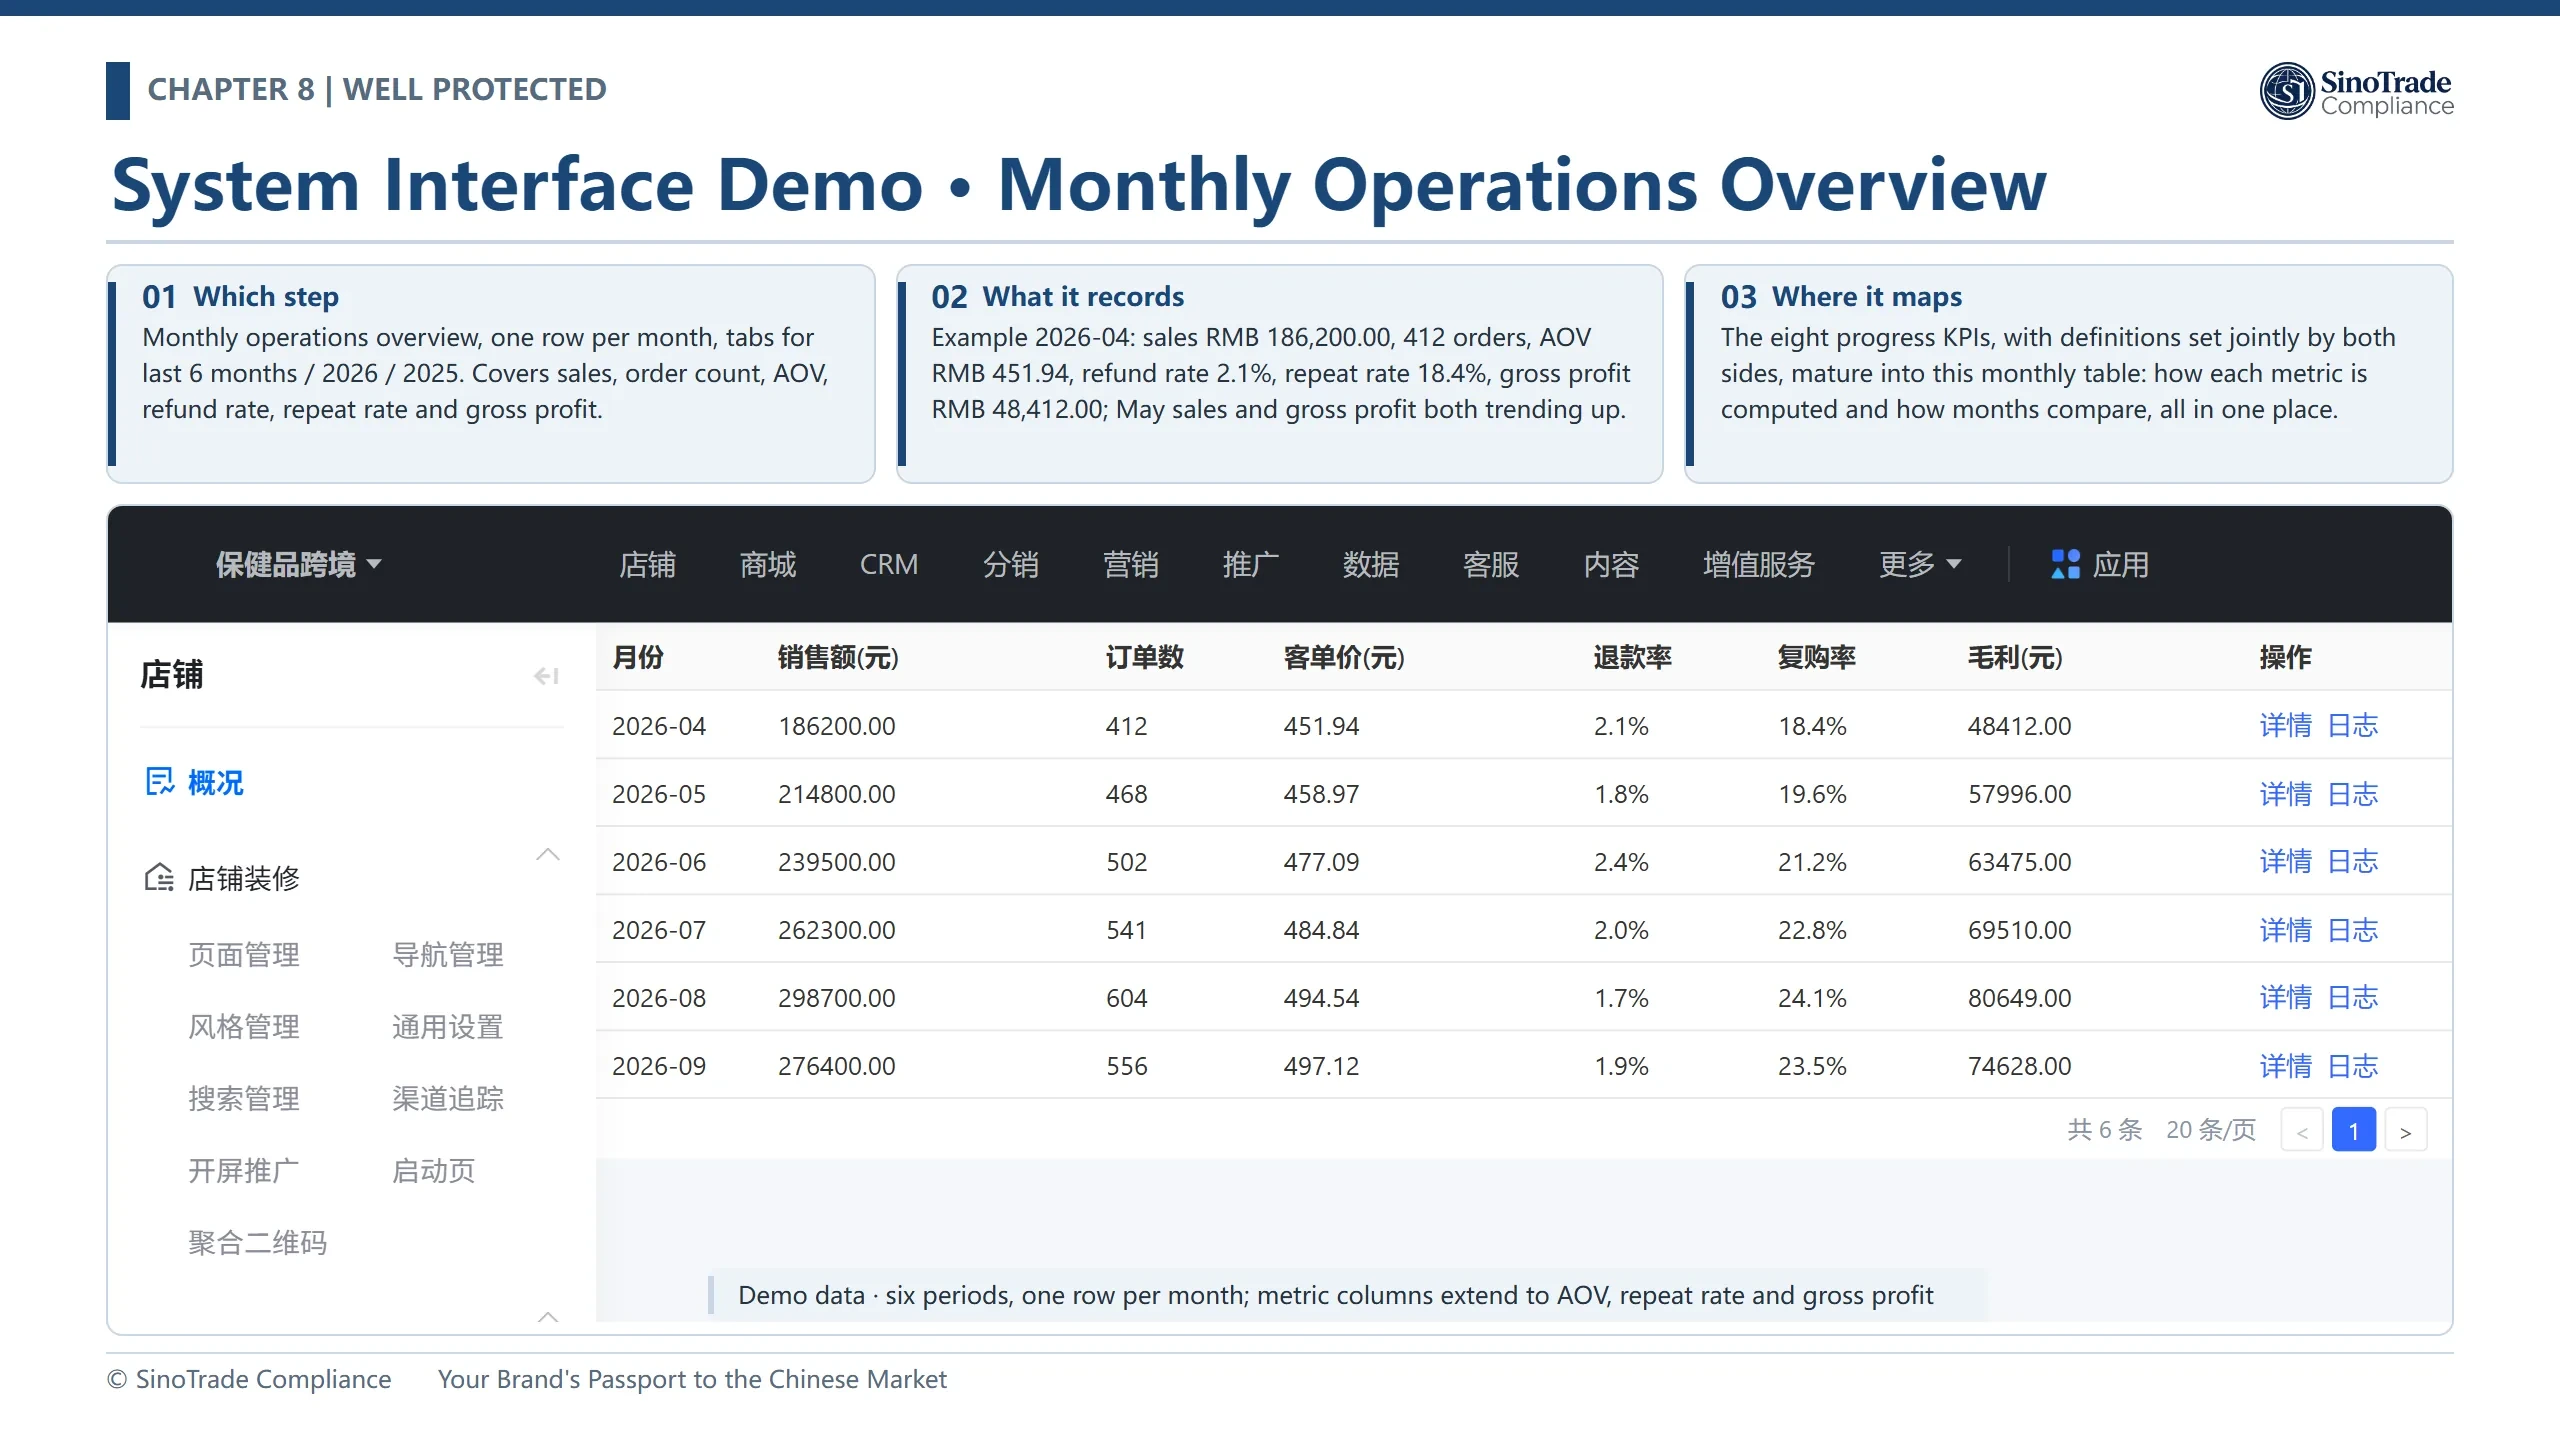 CHAPTER 8 | WELL PROTECTED
SinoTrade
Compliance
System Interface Demo • Monthly Operations Overview
01 Which step
Monthly operations overview, one row per month, tabs for
last 6 months / 2026 / 2025. Covers sales, order count, AOV,
refund rate, repeat rate and gross profit.
02 What it records
Example 2026-04: sales RMB 186,200.00, 412 orders, AOV
RMB 451.94, refund rate 2.1%, repeat rate 18.4%, gross profit
RMB 48,412.00; May sales and gross profit both trending up.
03 Where it maps
The eight progress KPIs, with definitions set jointly by both
sides, mature into this monthly table: how each metric is
computed and how months compare, all in one place.
保健品跨境 店铺 商城 CRM 分销 营销 推广 数据 客服 内容 增值服务 更多 应用
店铺
概况
店铺装修
页面管理 导航管理
风格管理 通用设置
搜索管理 渠道追踪
开屏推广 启动页
聚合二维码
月份 销售额(元) 订单数 客单价(元) 退款率 复购率 毛利(元) 操作
2026-04 186200.00 412 451.94 2.1% 18.4% 48412.00 详情 日志
2026-05 214800.00 468 458.97 1.8% 19.6% 57996.00 详情 日志
2026-06 239500.00 502 477.09 2.4% 21.2% 63475.00 详情 日志
2026-07 262300.00 541 484.84 2.0% 22.8% 69510.00 详情 日志
2026-08 298700.00 604 494.54 1.7% 24.1% 80649.00 详情 日志
2026-09 276400.00 556 497.12 1.9% 23.5% 74628.00 详情 日志
共 6 条 20 条/页 < 1 >
Demo data · six periods, one row per month; metric columns extend to AOV, repeat rate and gross profit
© SinoTrade Compliance Your Brand's Passport to the Chinese Market